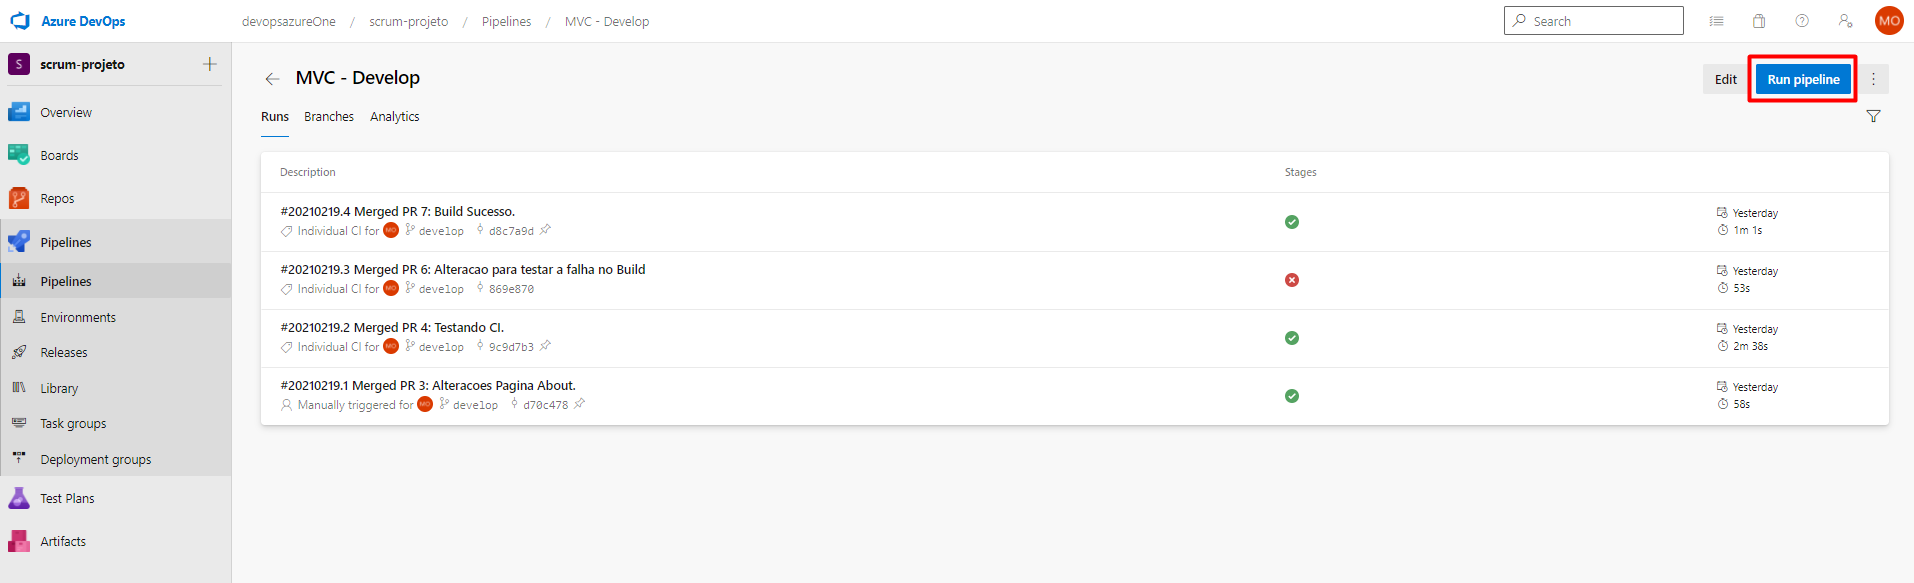 Azure DevOps
devopsazureOne / scrum-projeto / Pipelines / MVC - Develop
Search
MO
S scrum-projeto
Overview
Boards
Repos
Pipelines
Pipelines
Environments
Releases
Library
Task groups
Deployment groups
Test Plans
Artifacts
MVC - Develop
Edit
Run pipeline
Runs Branches Analytics
Description Stages
#20210219.4 Merged PR 7: Build Sucesso.
Individual CI for MO develop d8c7a9d
Yesterday
1m 1s
#20210219.3 Merged PR 6: Alteracao para testar a falha no Build
Individual CI for MO develop 869e870
Yesterday
53s
#20210219.2 Merged PR 4: Testando CI.
Individual CI for MO develop 9c9d7b3
Yesterday
2m 38s
#20210219.1 Merged PR 3: Alteracoes Pagina About.
Manually triggered for MO develop d70c478
Yesterday
58s